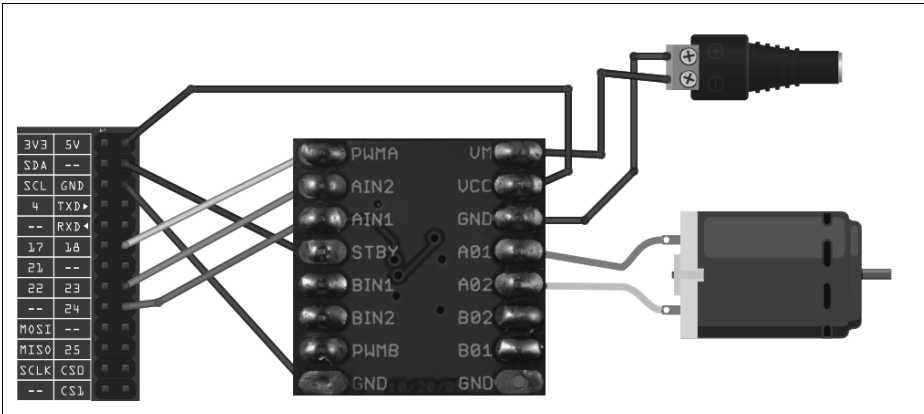 3V3 5V
SDA --
SCL GND
4 TXD▸
-- RXD◂
17 18
21 --
22 23
-- 24
MOSI --
MISO 25
SCLK CS0
-- CS1
PWMA VM
AIN2 VCC
AIN1 GND
STBY A01
BIN1 A02
BIN2 B02
PWMB B01
GND GND
+
-